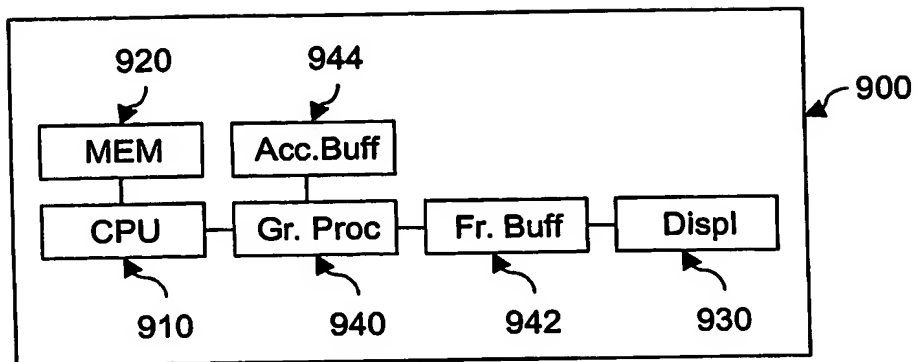 920 944
900
MEM Acc.Buff
CPU Gr. Proc Fr. Buff Displ
910 940 942 930